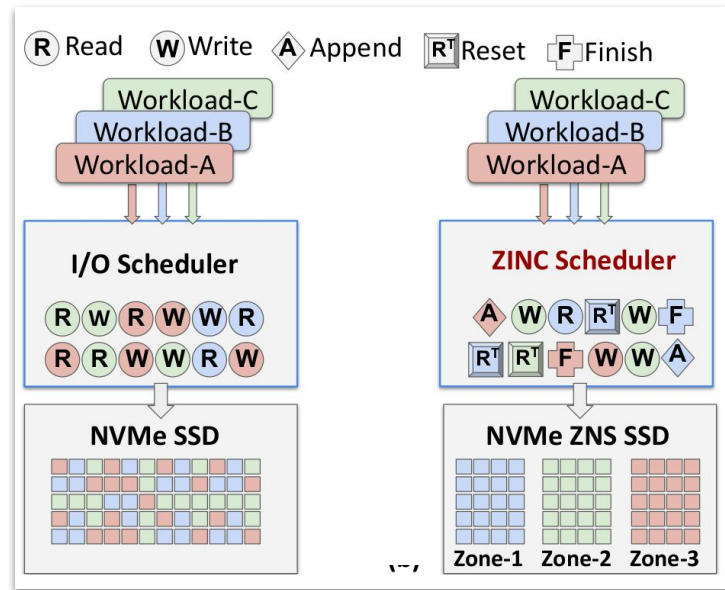 R Read W Write A Append Rᵀ Reset F Finish
Workload-C
Workload-B
Workload-A
I/O Scheduler
R W R W W R
R R W W R W
NVMe SSD
Workload-C
Workload-B
Workload-A
ZINC Scheduler
A W R Rᵀ W F
Rᵀ Rᵀ F W W A
NVMe ZNS SSD
Zone-1 Zone-2 Zone-3